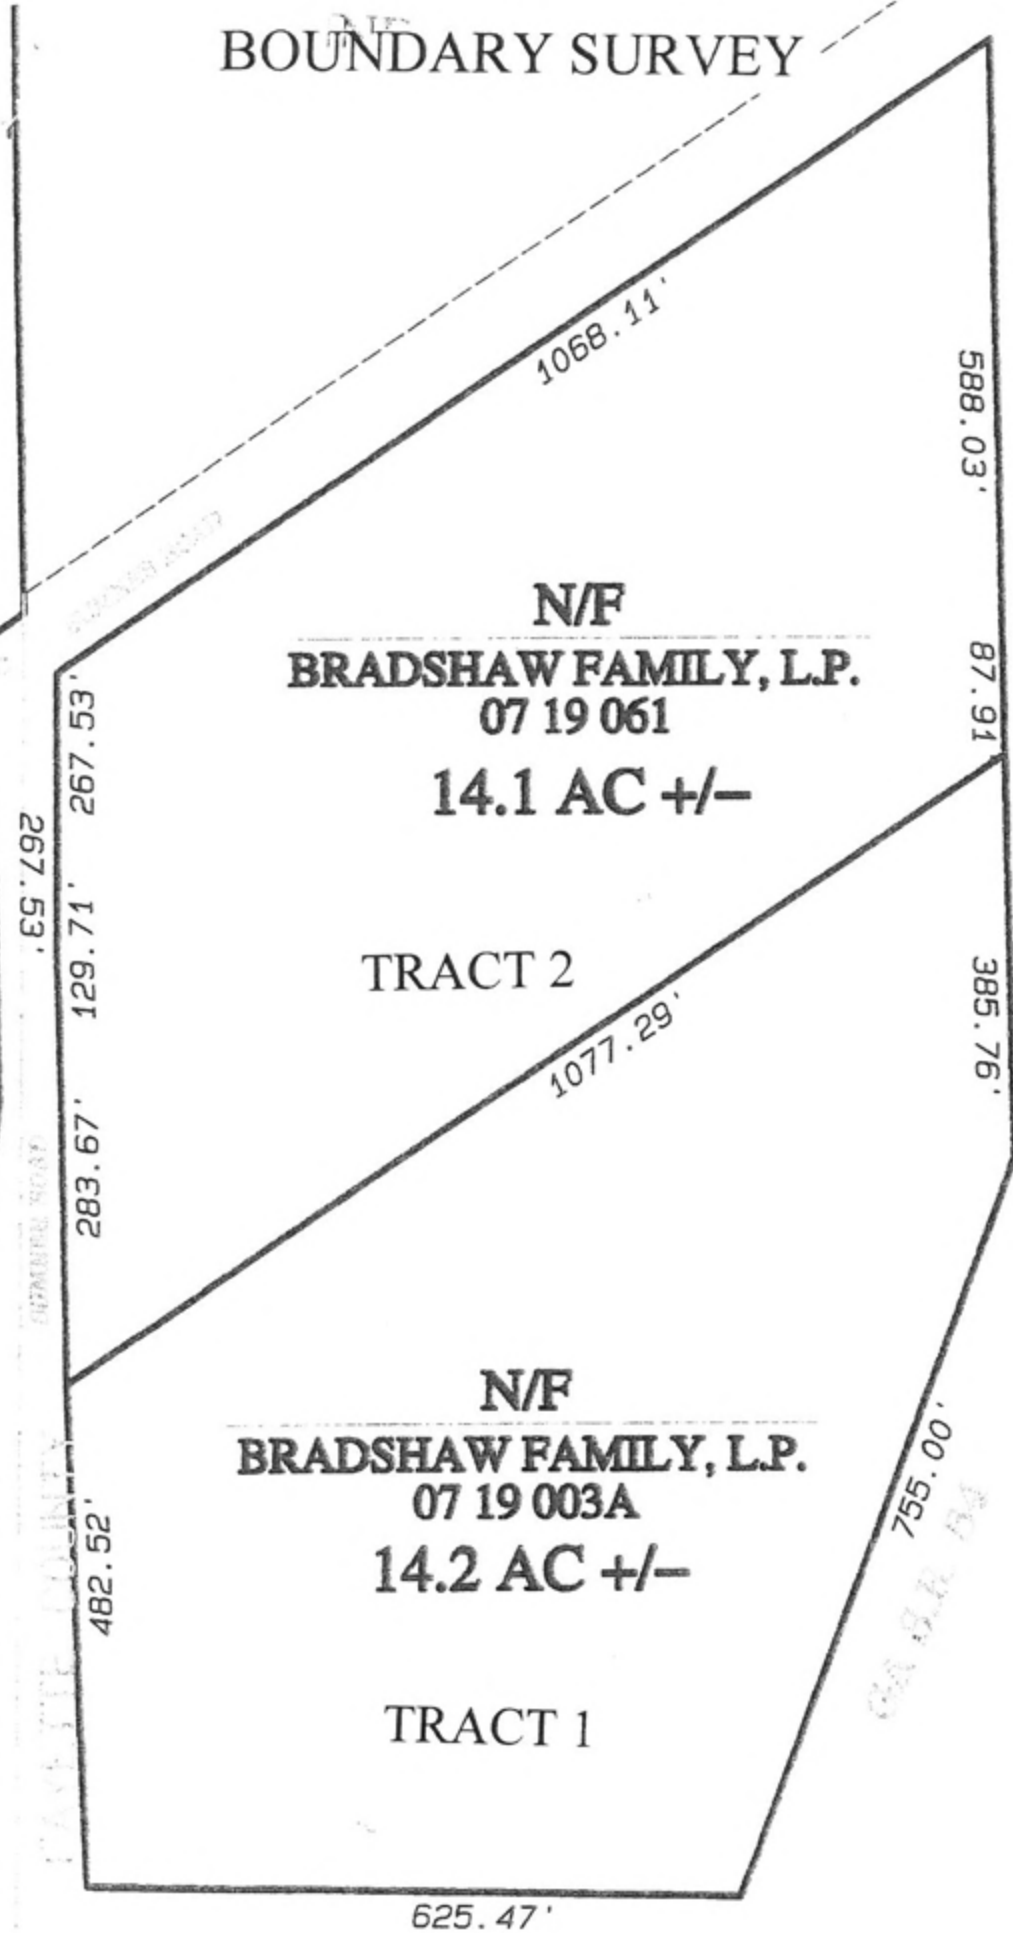 BOUNDARY SURVEY
1068.11'
588.03'
N/F
BRADSHAW FAMILY, L.P.
07 19 061
14.1 AC +/−
87.91'
267.53'
267.53'
129.71'
TRACT 2
385.76'
1077.29'
283.67'
N/F
BRADSHAW FAMILY, L.P.
07 19 003A
14.2 AC +/−
755.00'
482.52'
TRACT 1
625.47'